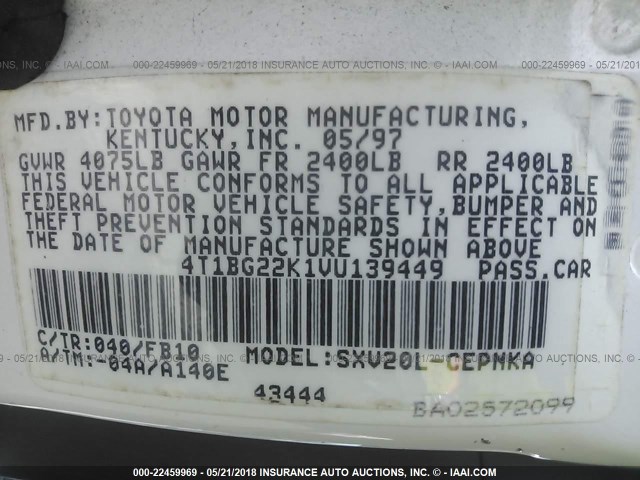 000-22459969 - 05/21/2018 INSURANCE AUTO AUCTIONS, INC. - IAAI.COM
MFD.BY:TOYOTA MOTOR MANUFACTURING,
KENTUCKY,INC. 05/97
GVWR 4075LB GAWR FR 2400LB RR 2400LB
THIS VEHICLE CONFORMS TO ALL APPLICABLE
FEDERAL MOTOR VEHICLE SAFETY,BUMPER AND
THEFT PREVENTION STANDARDS IN EFFECT ON
THE DATE OF MANUFACTURE SHOWN ABOVE
4T1BG22K1VU139449 PASS.CAR
C/TR:040/FB10 MODEL:SXV20L-CEPNKA
A/TM:-04A/A140E
43444
BA02572099
000-22459969 - 05/21/2018 INSURANCE AUTO AUCTIONS, INC. - IAAI.COM